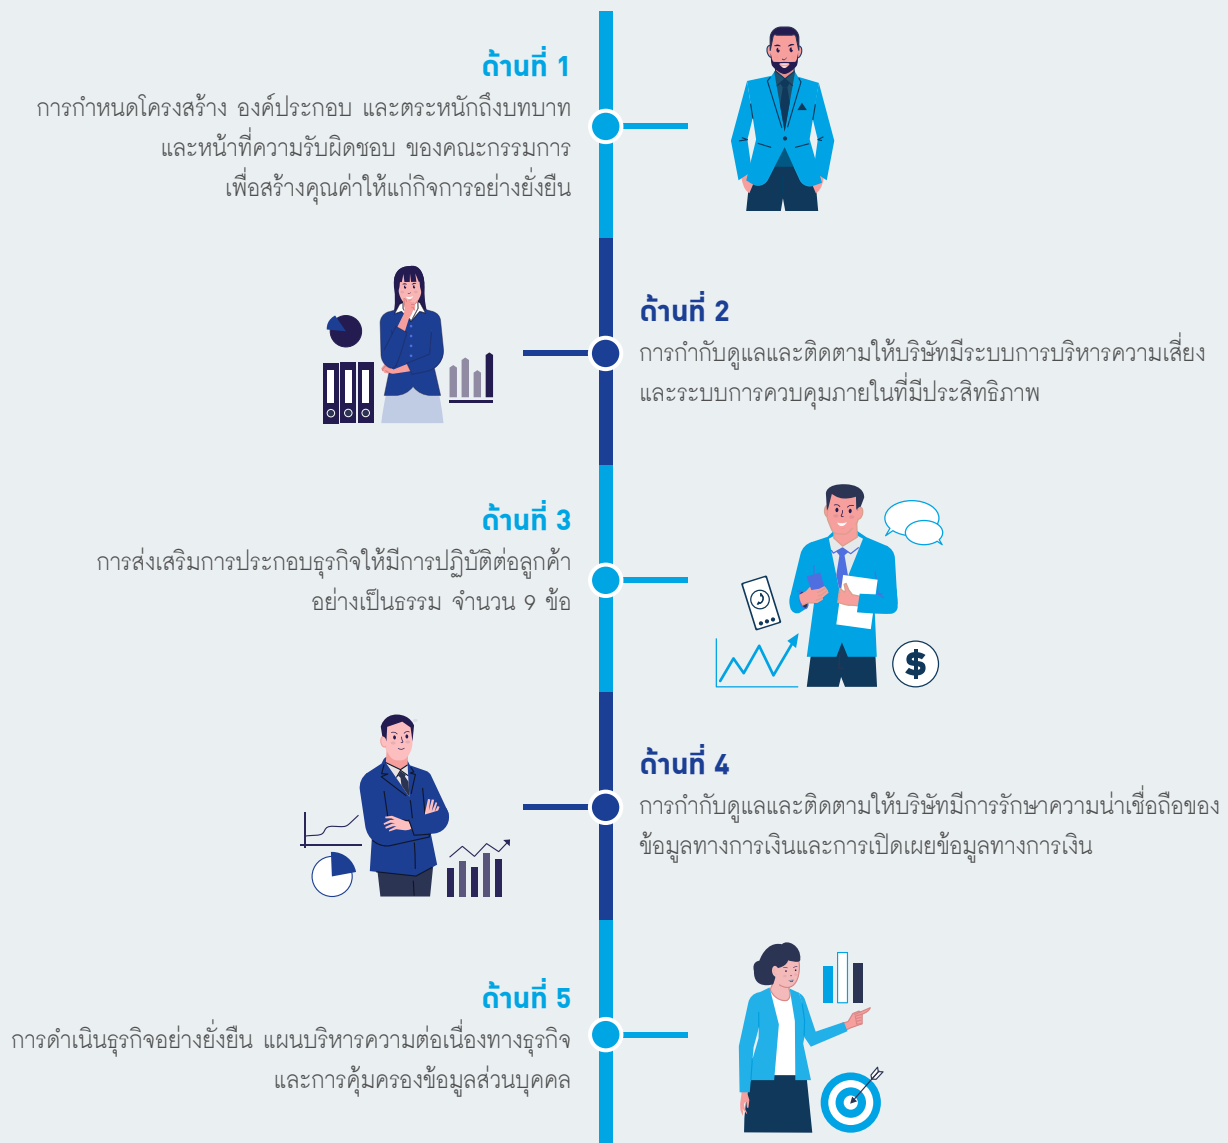 ด้านที่ 1
การกำหนดโครงสร้าง องค์ประกอบ และตระหนักถึงบทบาท
และหน้าที่ความรับผิดชอบ ของคณะกรรมการ
เพื่อสร้างคุณค่าให้แก่กิจการอย่างยั่งยืน
ด้านที่ 2
การกำกับดูแลและติดตามให้บริษัทมีระบบการบริหารความเสี่ยง
และระบบการควบคุมภายในที่มีประสิทธิภาพ
ด้านที่ 3
การส่งเสริมการประกอบธุรกิจให้มีการปฏิบัติต่อลูกค้า
อย่างเป็นธรรม จำนวน 9 ข้อ
$
ด้านที่ 4
การกำกับดูแลและติดตามให้บริษัทมีการรักษาความน่าเชื่อถือของ
ข้อมูลทางการเงินและการเปิดเผยข้อมูลทางการเงิน
ด้านที่ 5
การดำเนินธุรกิจอย่างยั่งยืน แผนบริหารความต่อเนื่องทางธุรกิจ
และการคุ้มครองข้อมูลส่วนบุคคล